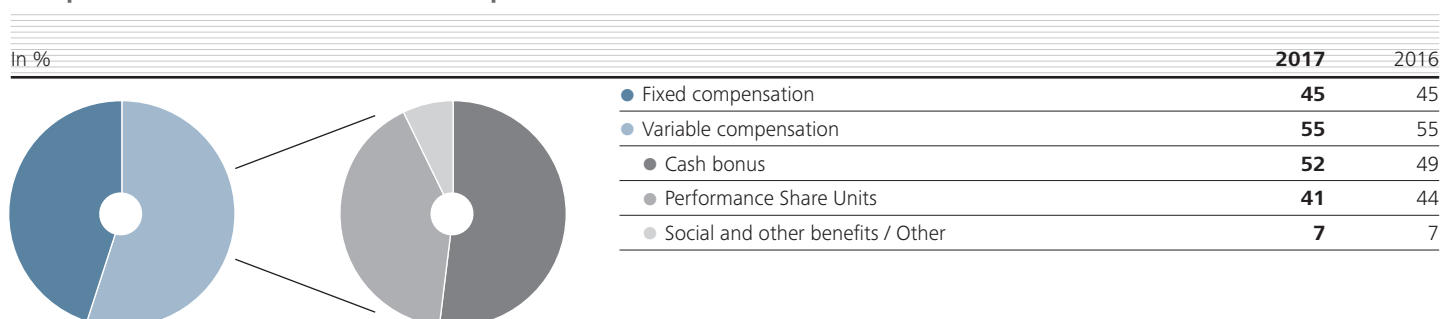 In % 2017 2016
Fixed compensation 45 45
Variable compensation 55 55
Cash bonus 52 49
Performance Share Units 41 44
Social and other benefits / Other 7 7